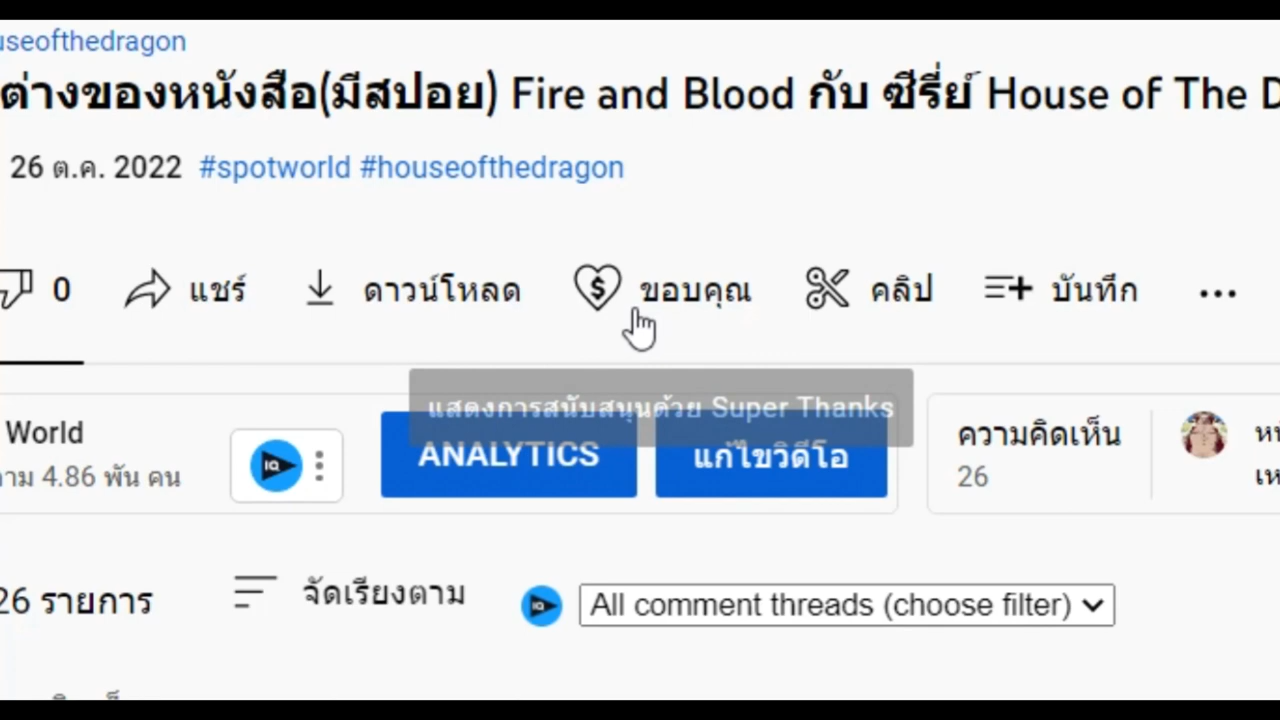 useofthedragon
ต่างของหนังสือ(มีสปอย) Fire and Blood กับ ซีรี่ย์ House of The D
26 ต.ค. 2022 #spotworld #houseofthedragon
0 แชร์ ดาวน์โหลด ขอบคุณ คลิป บันทึก
แสดงการสนับสนุนด้วย Super Thanks
World
4.86 พัน คน
IQ
ANALYTICS
แก้ไขวิดีโอ
ความคิดเห็น
26
26 รายการ จัดเรียงตาม IQ All comment threads (choose filter)